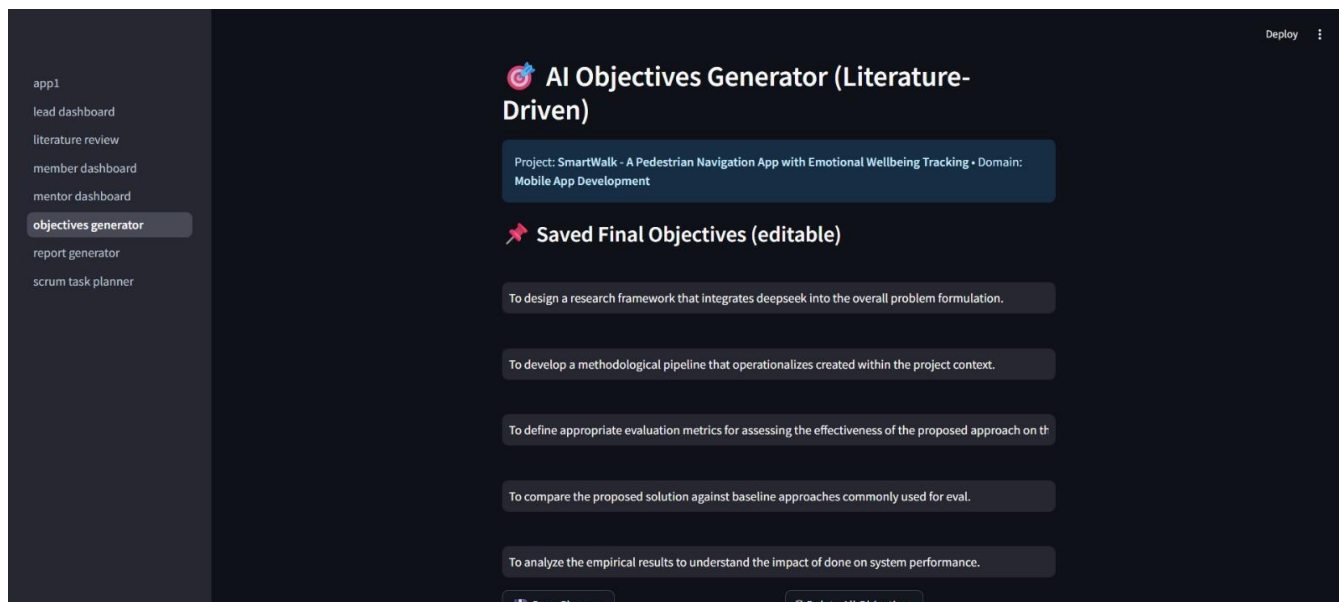 Deploy
app1
lead dashboard
literature review
member dashboard
mentor dashboard
objectives generator
report generator
scrum task planner
AI Objectives Generator (Literature-
Driven)
Project: SmartWalk - A Pedestrian Navigation App with Emotional Wellbeing Tracking • Domain:
Mobile App Development
Saved Final Objectives (editable)
To design a research framework that integrates deepseek into the overall problem formulation.
To develop a methodological pipeline that operationalizes created within the project context.
To define appropriate evaluation metrics for assessing the effectiveness of the proposed approach on th
To compare the proposed solution against baseline approaches commonly used for eval.
To analyze the empirical results to understand the impact of done on system performance.